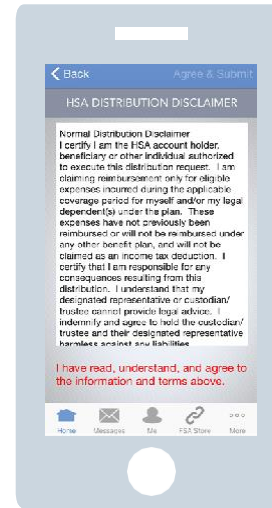 Back
Agree & Submit
HSA DISTRIBUTION DISCLAIMER
Normal Distribution Disclaimer
I certify I am the HSA account holder,
beneficiary or other individual authorized
to execute this distribution request. I am
claiming reimbursement only for eligible
expenses incurred during the applicable
coverage period for myself and/or my legal
dependent(s) under the plan. These
expenses have not previously been
reimbursed or will not be reimbursed under
any other benefit plan, and will not be
claimed as an income tax deduction. I
certify that I am responsible for any
consequences resulting from this
distribution. I understand that my
designated representative or custodian/
trustee cannot provide legal advice. I
indemnify and agree to hold the custodian/
trustee and their designated representative
harmless against any liabilities
I have read, understand, and agree to
the information and terms above.
Home
Messages
Me
FSA Store
More